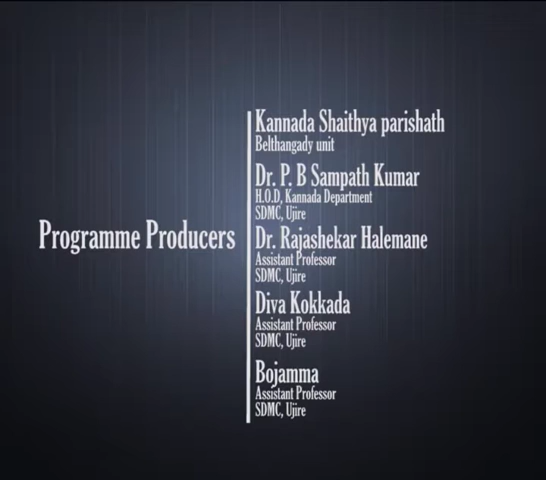 Programme Producers
Kannada Shaithya parishath
Belthangady unit
Dr. P. B Sampath Kumar
H.O.D, Kannada Department
SDMC, Ujire
Dr. Rajashekar Halemane
Assistant Professor
SDMC, Ujire
Diva Kokkada
Assistant Professor
SDMC, Ujire
Bojamma
Assistant Professor
SDMC, Ujire